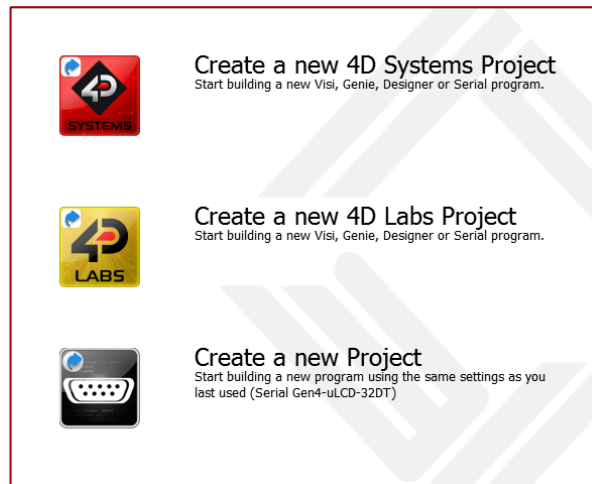 Create a new 4D Systems Project
Start building a new Visi, Genie, Designer or Serial program.
4D
SYSTEMS
Create a new 4D Labs Project
Start building a new Visi, Genie, Designer or Serial program.
4D
LABS
Create a new Project
Start building a new program using the same settings as you
last used (Serial Gen4-uLCD-32DT)